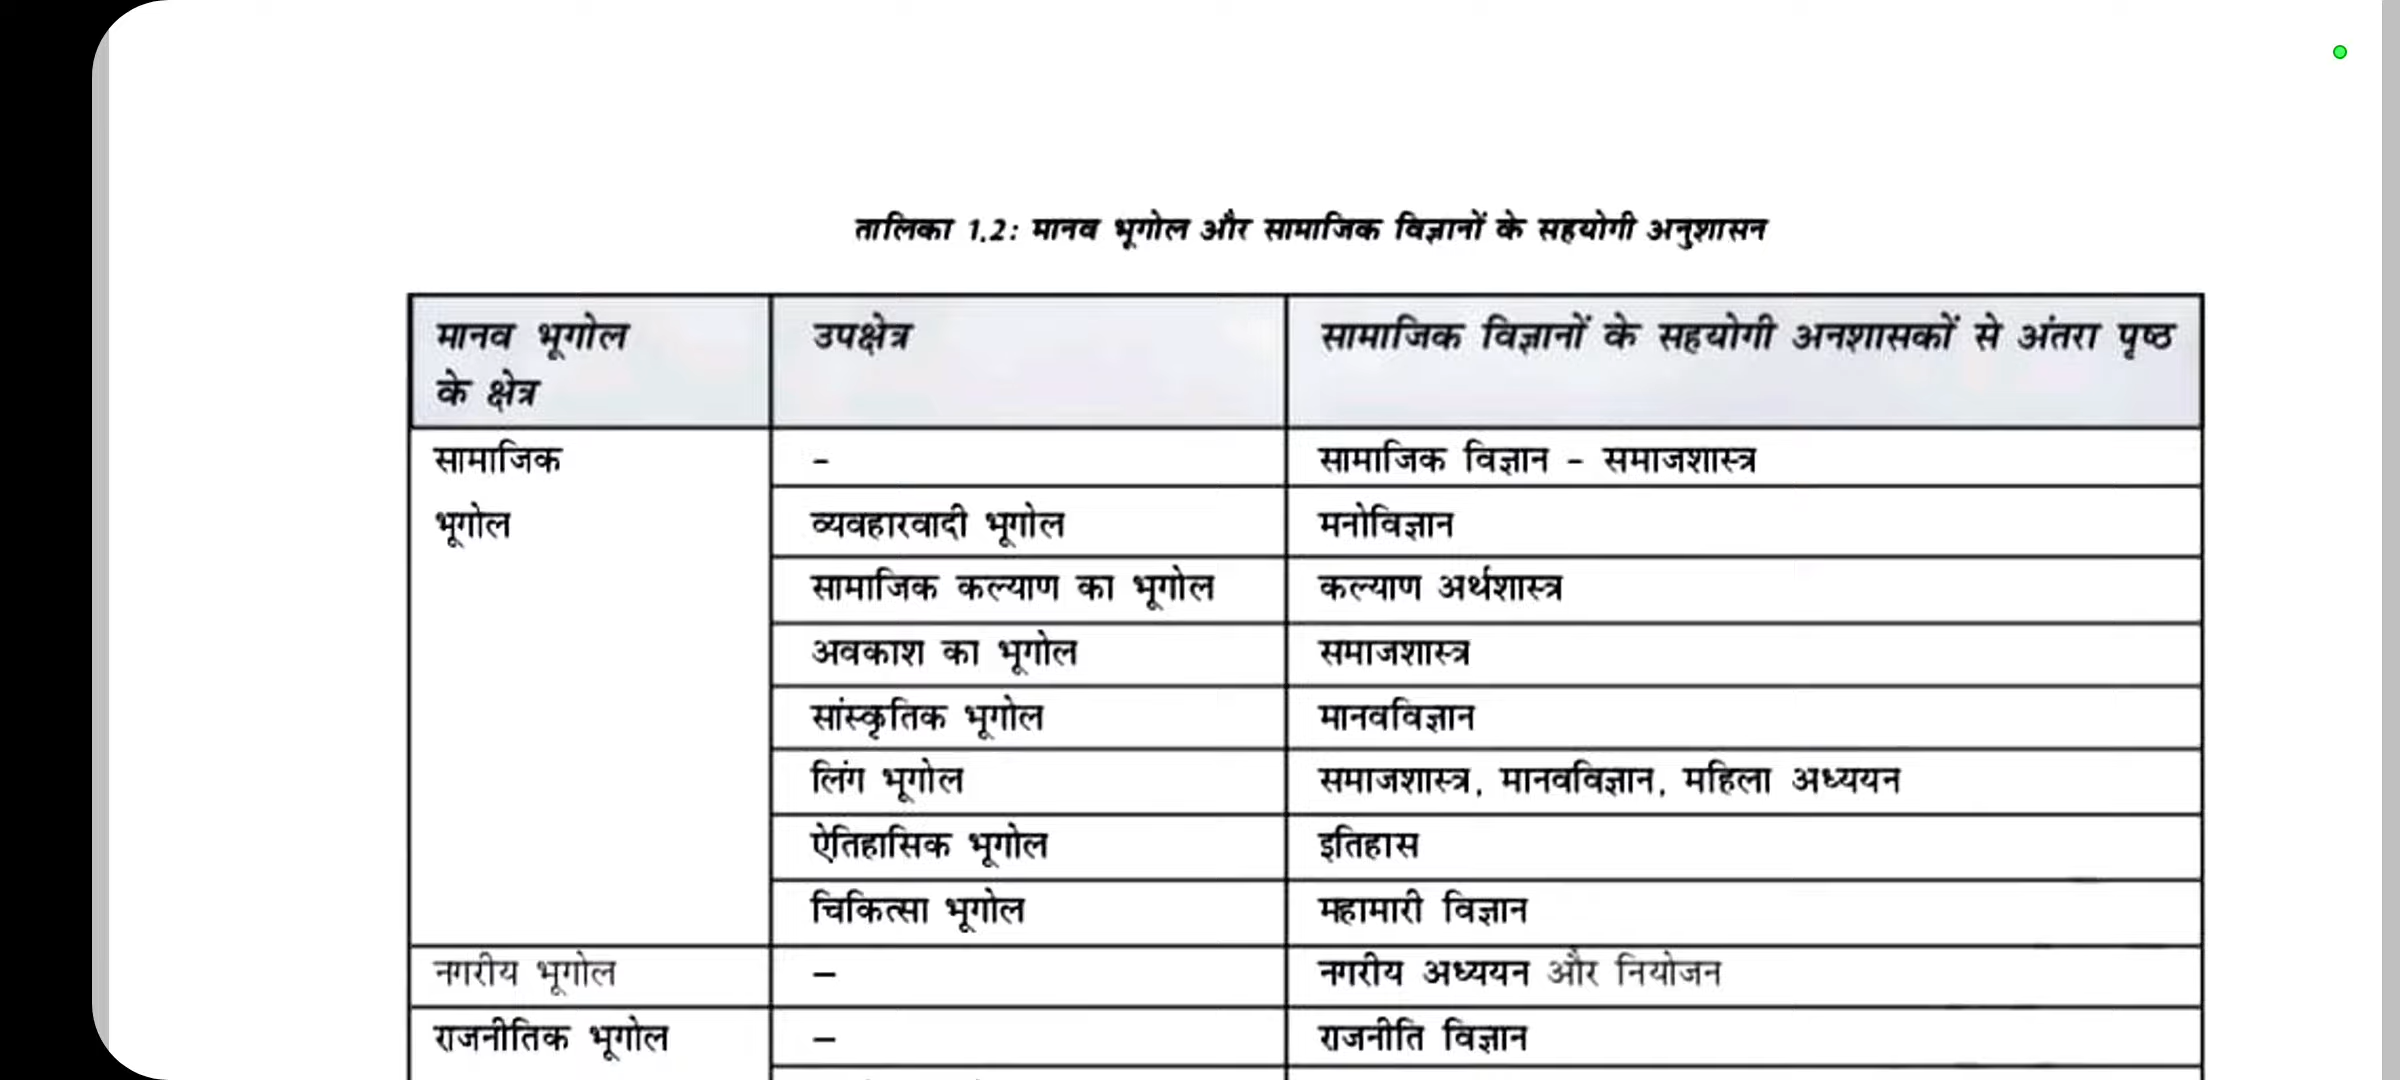 तालिका 1.2: मानव भूगोल और सामाजिक विज्ञानों के सहयोगी अनुशासन
मानव भूगोल के क्षेत्र उपक्षेत्र सामाजिक विज्ञानों के सहयोगी अनशासकों से अंतरा पृष्ठ
सामाजिक – सामाजिक विज्ञान – समाजशास्त्र
भूगोल व्यवहारवादी भूगोल मनोविज्ञान
सामाजिक कल्याण का भूगोल कल्याण अर्थशास्त्र
अवकाश का भूगोल समाजशास्त्र
सांस्कृतिक भूगोल मानवविज्ञान
लिंग भूगोल समाजशास्त्र, मानवविज्ञान, महिला अध्ययन
ऐतिहासिक भूगोल इतिहास
चिकित्सा भूगोल महामारी विज्ञान
नगरीय भूगोल – नगरीय अध्ययन और नियोजन
राजनीतिक भूगोल – राजनीति विज्ञान